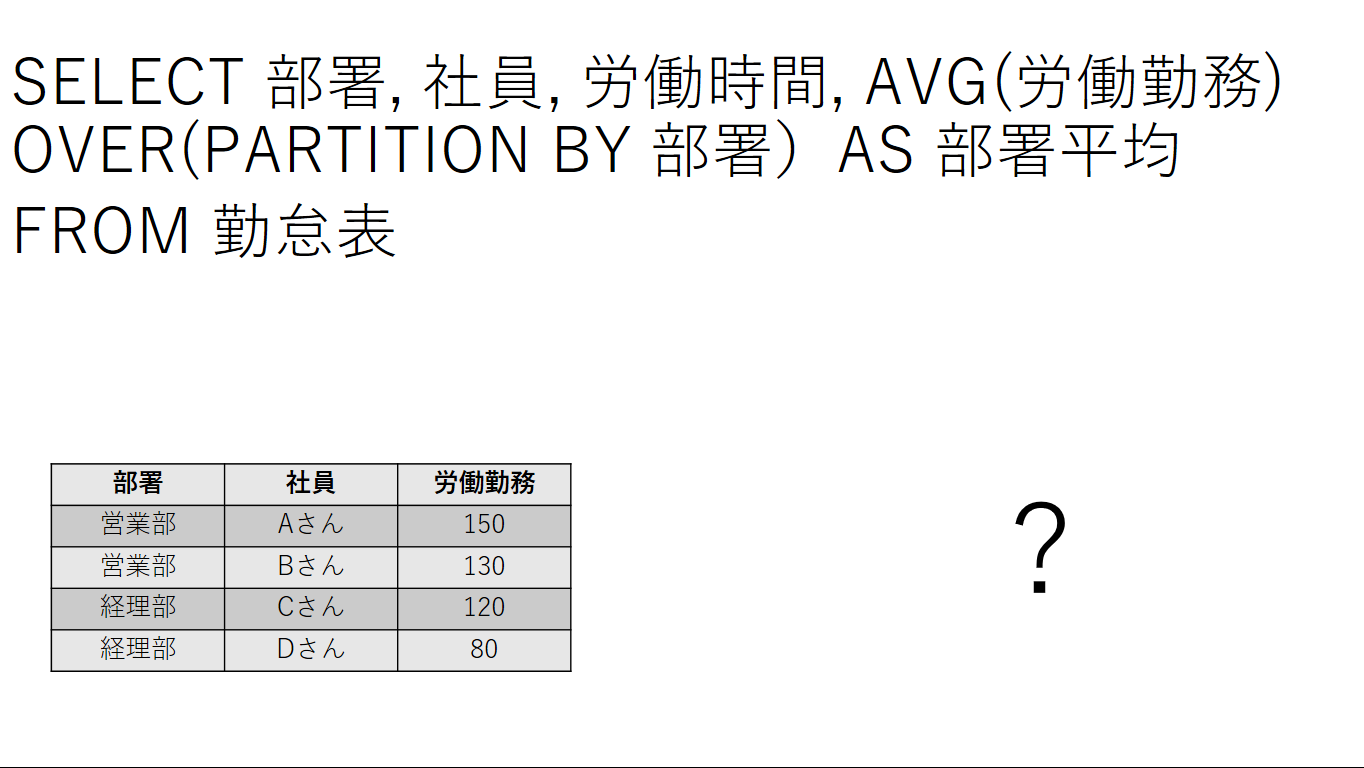 SELECT 部署, 社員, 労働時間, AVG(労働勤務)
OVER(PARTITION BY 部署） AS 部署平均
FROM 勤怠表
部署 社員 労働勤務
営業部 Aさん 150
営業部 Bさん 130
経理部 Cさん 120
経理部 Dさん 80
?